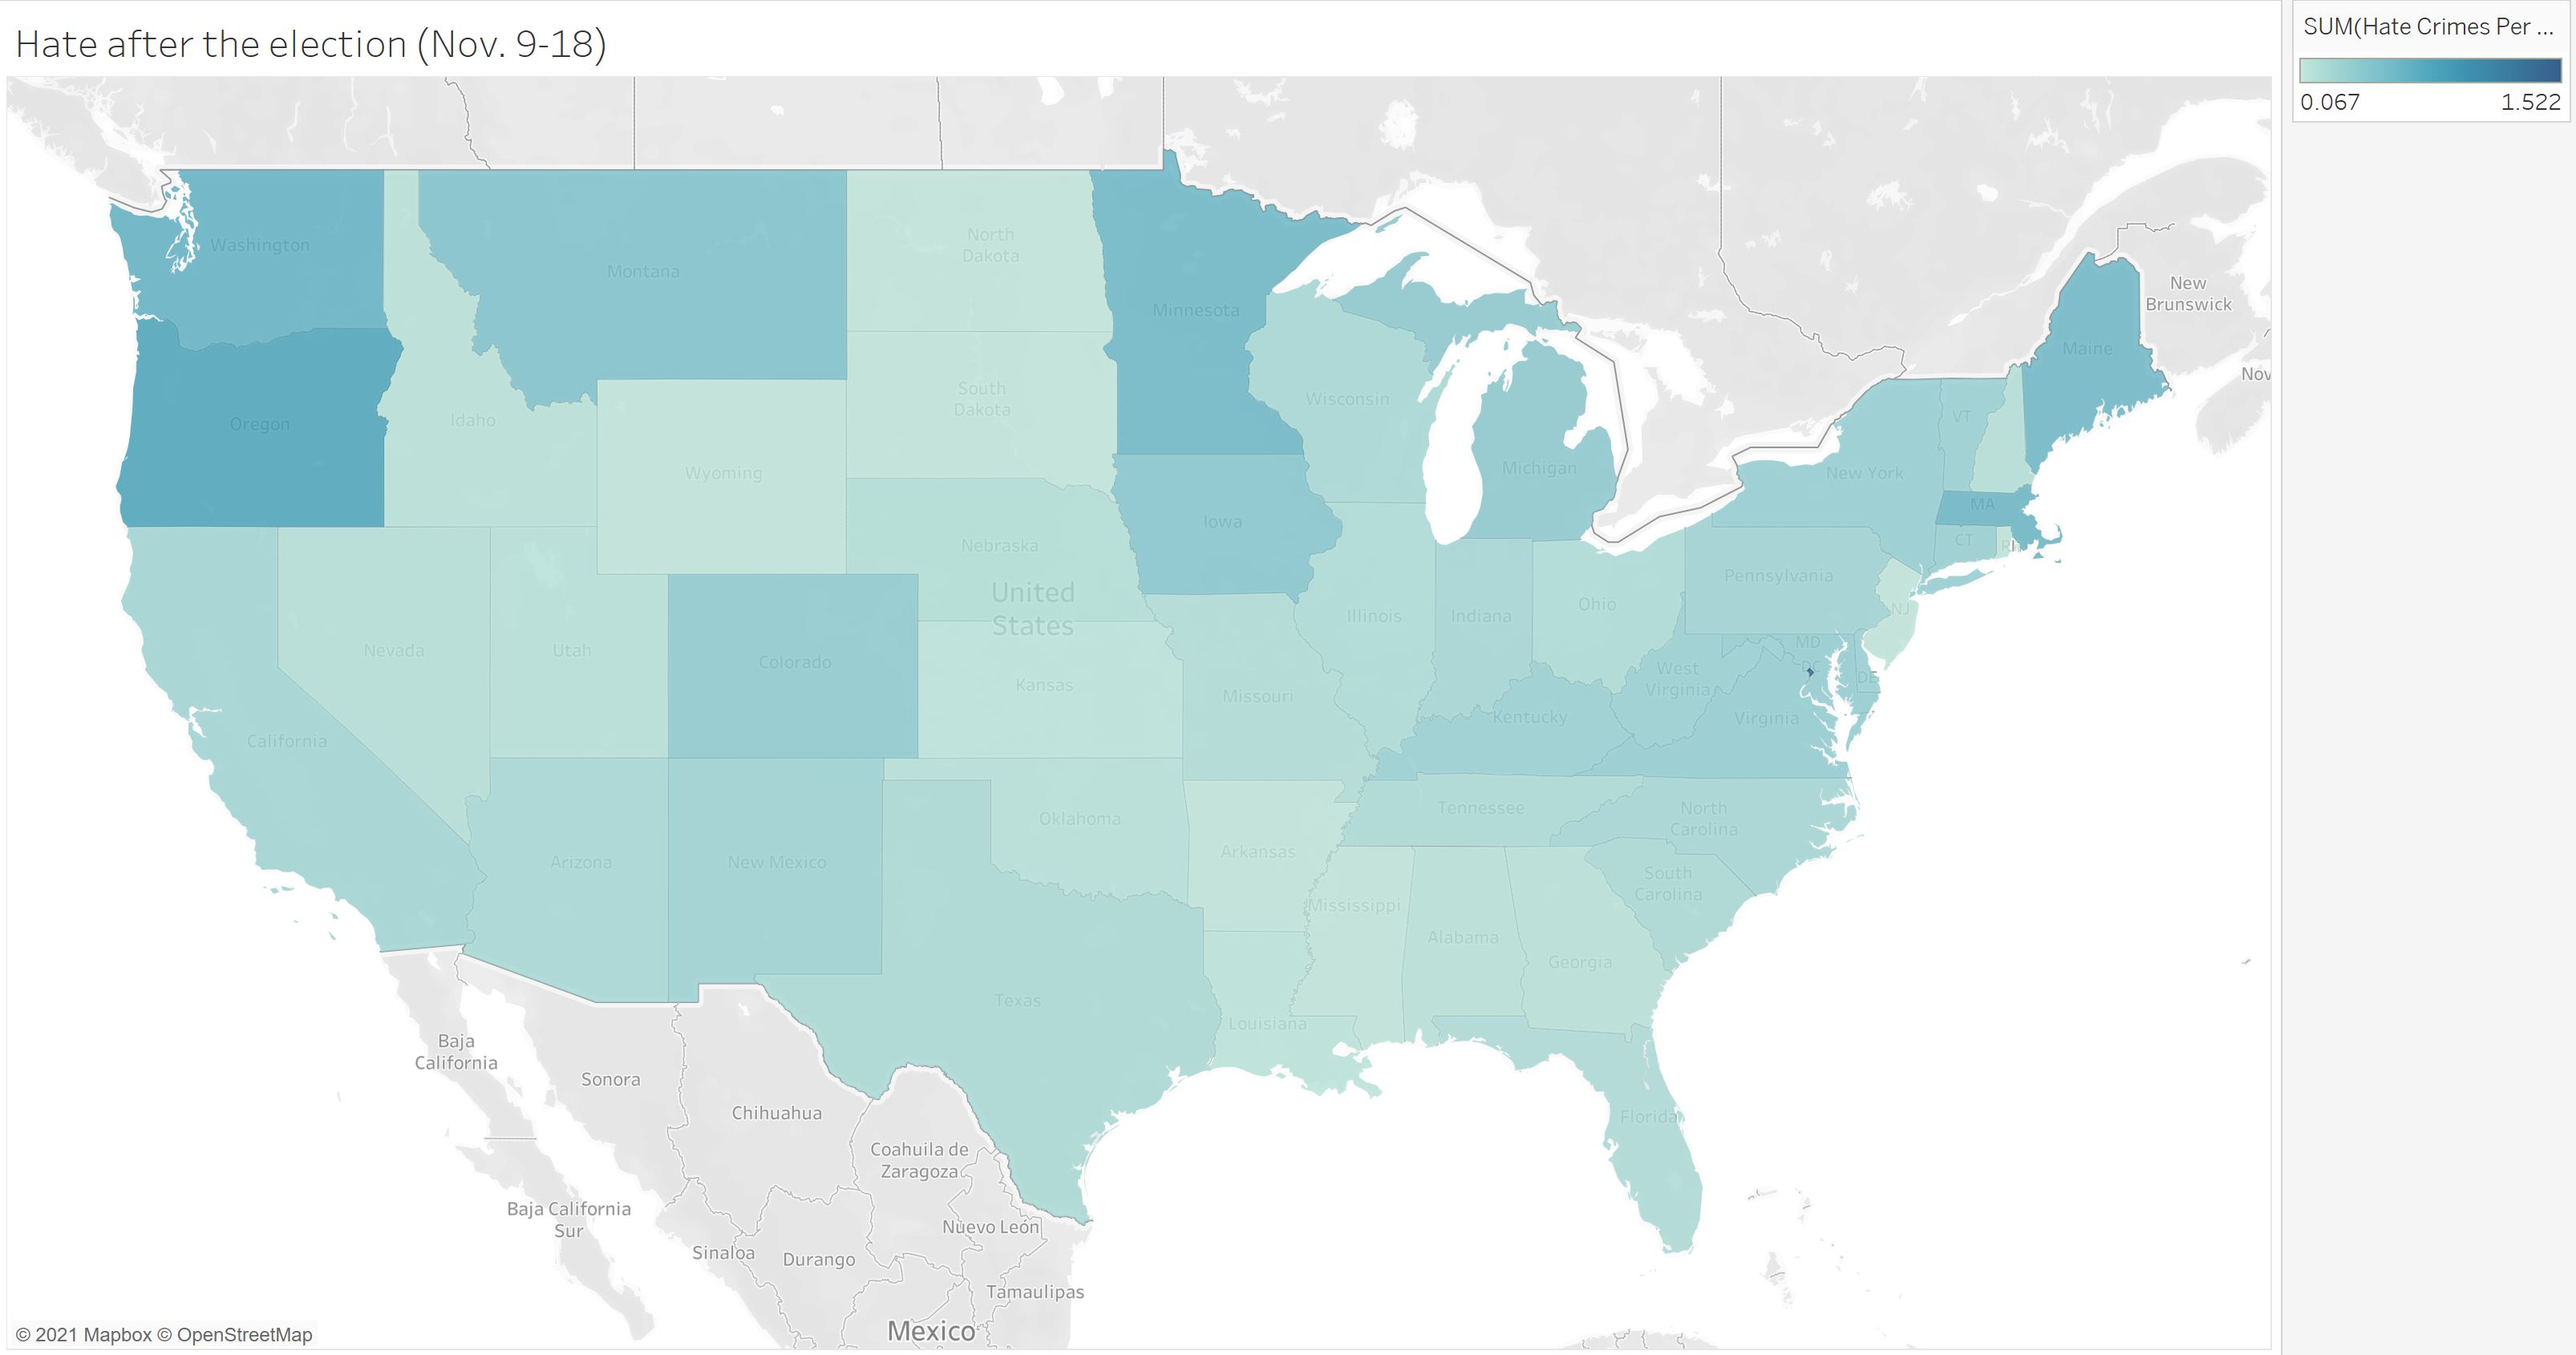 Hate after the election (Nov. 9-18)
SUM(Hate Crimes Per ...
0.067
1.522
Washington
Montana
North
Dakota
Minnesota
New
Brunswick
Maine
Nov
Oregon
Idaho
South
Dakota
Wisconsin
VT
Wyoming
Michigan
New York
MA
Iowa
CT
RI
Nebraska
Pennsylvania
United
States
Illinois
Indiana
Ohio
NJ
Nevada
Utah
Colorado
Kansas
Missouri
West
Virginia
MD
DC
DE
Kentucky
Virginia
California
Arizona
New Mexico
Oklahoma
Arkansas
Tennessee
North
Carolina
South
Carolina
Mississippi
Alabama
Georgia
Texas
Louisiana
Florida
Baja
California
Sonora
Chihuahua
Coahuila de
Zaragoza
Baja California
Sur
Nuevo León
Sinaloa
Durango
Tamaulipas
Mexico
© 2021 Mapbox © OpenStreetMap